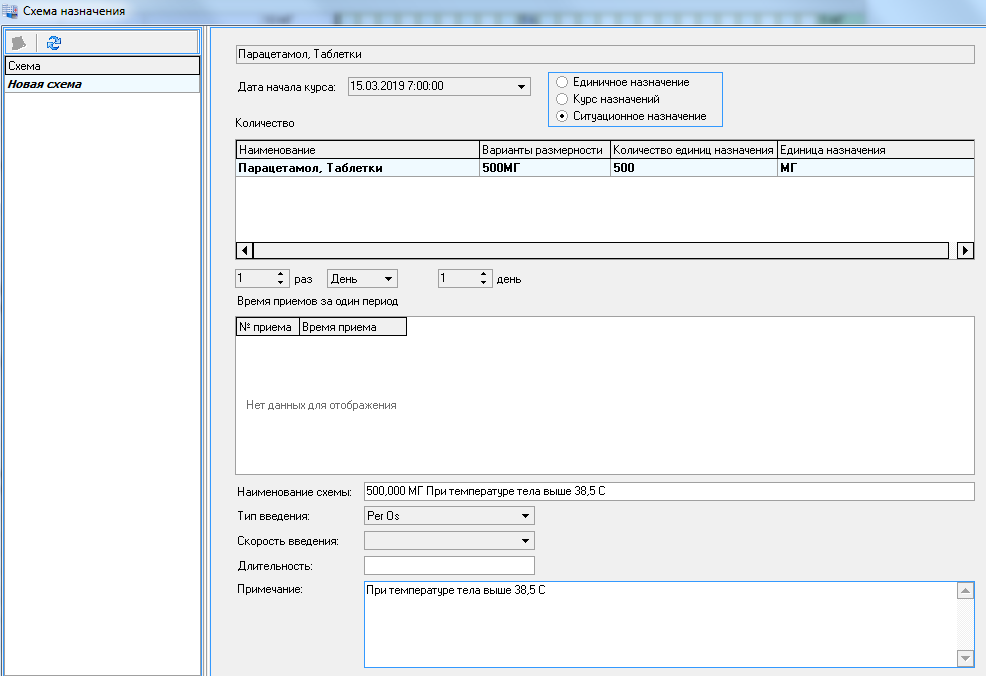 Схема назначения
Схема
Новая схема
Парацетамол, Таблетки
Дата начала курса: 15.03.2019 7:00:00
Единичное назначение
Курс назначений
Ситуационное назначение
Количество
Наименование Варианты размерности Количество единиц назначения Единица назначения
Парацетамол, Таблетки 500МГ 500 МГ
1 раз День 1 день
Время приемов за один период
№ приема Время приема
Нет данных для отображения
Наименование схемы: 500,000 МГ При температуре тела выше 38,5 С
Тип введения: Per Os
Скорость введения:
Длительность:
Примечание: При температуре тела выше 38,5 С